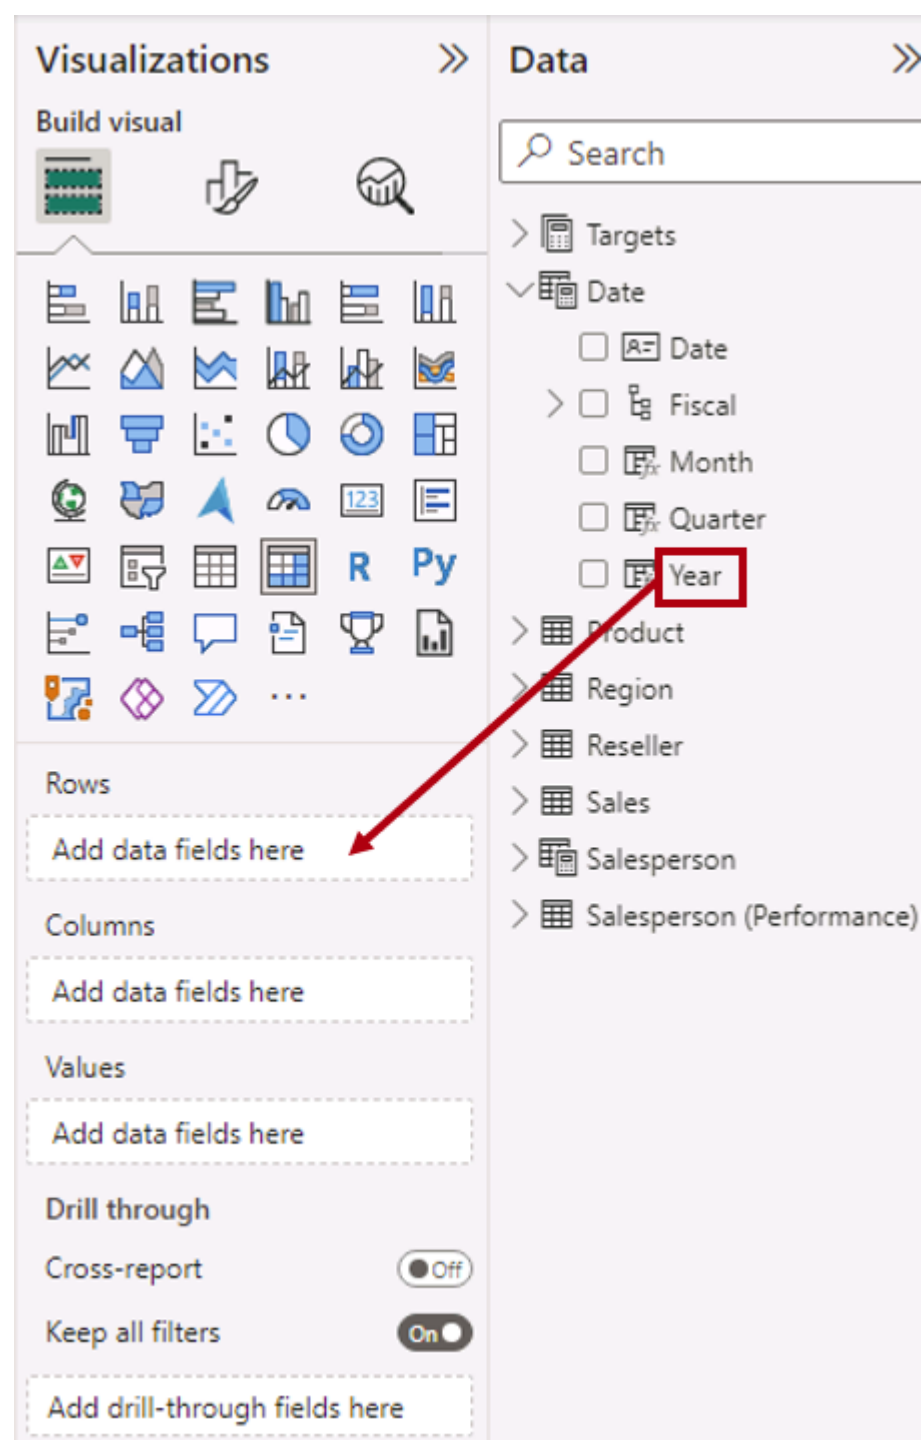 Visualizations
Build visual
123
R
Py
Rows
Add data fields here
Columns
Add data fields here
Values
Add data fields here
Drill through
Cross-report
Off
Keep all filters
On
Add drill-through fields here
Data
Search
Targets
Date
Date
Fiscal
Month
Quarter
Year
Product
Region
Reseller
Sales
Salesperson
Salesperson (Performance)